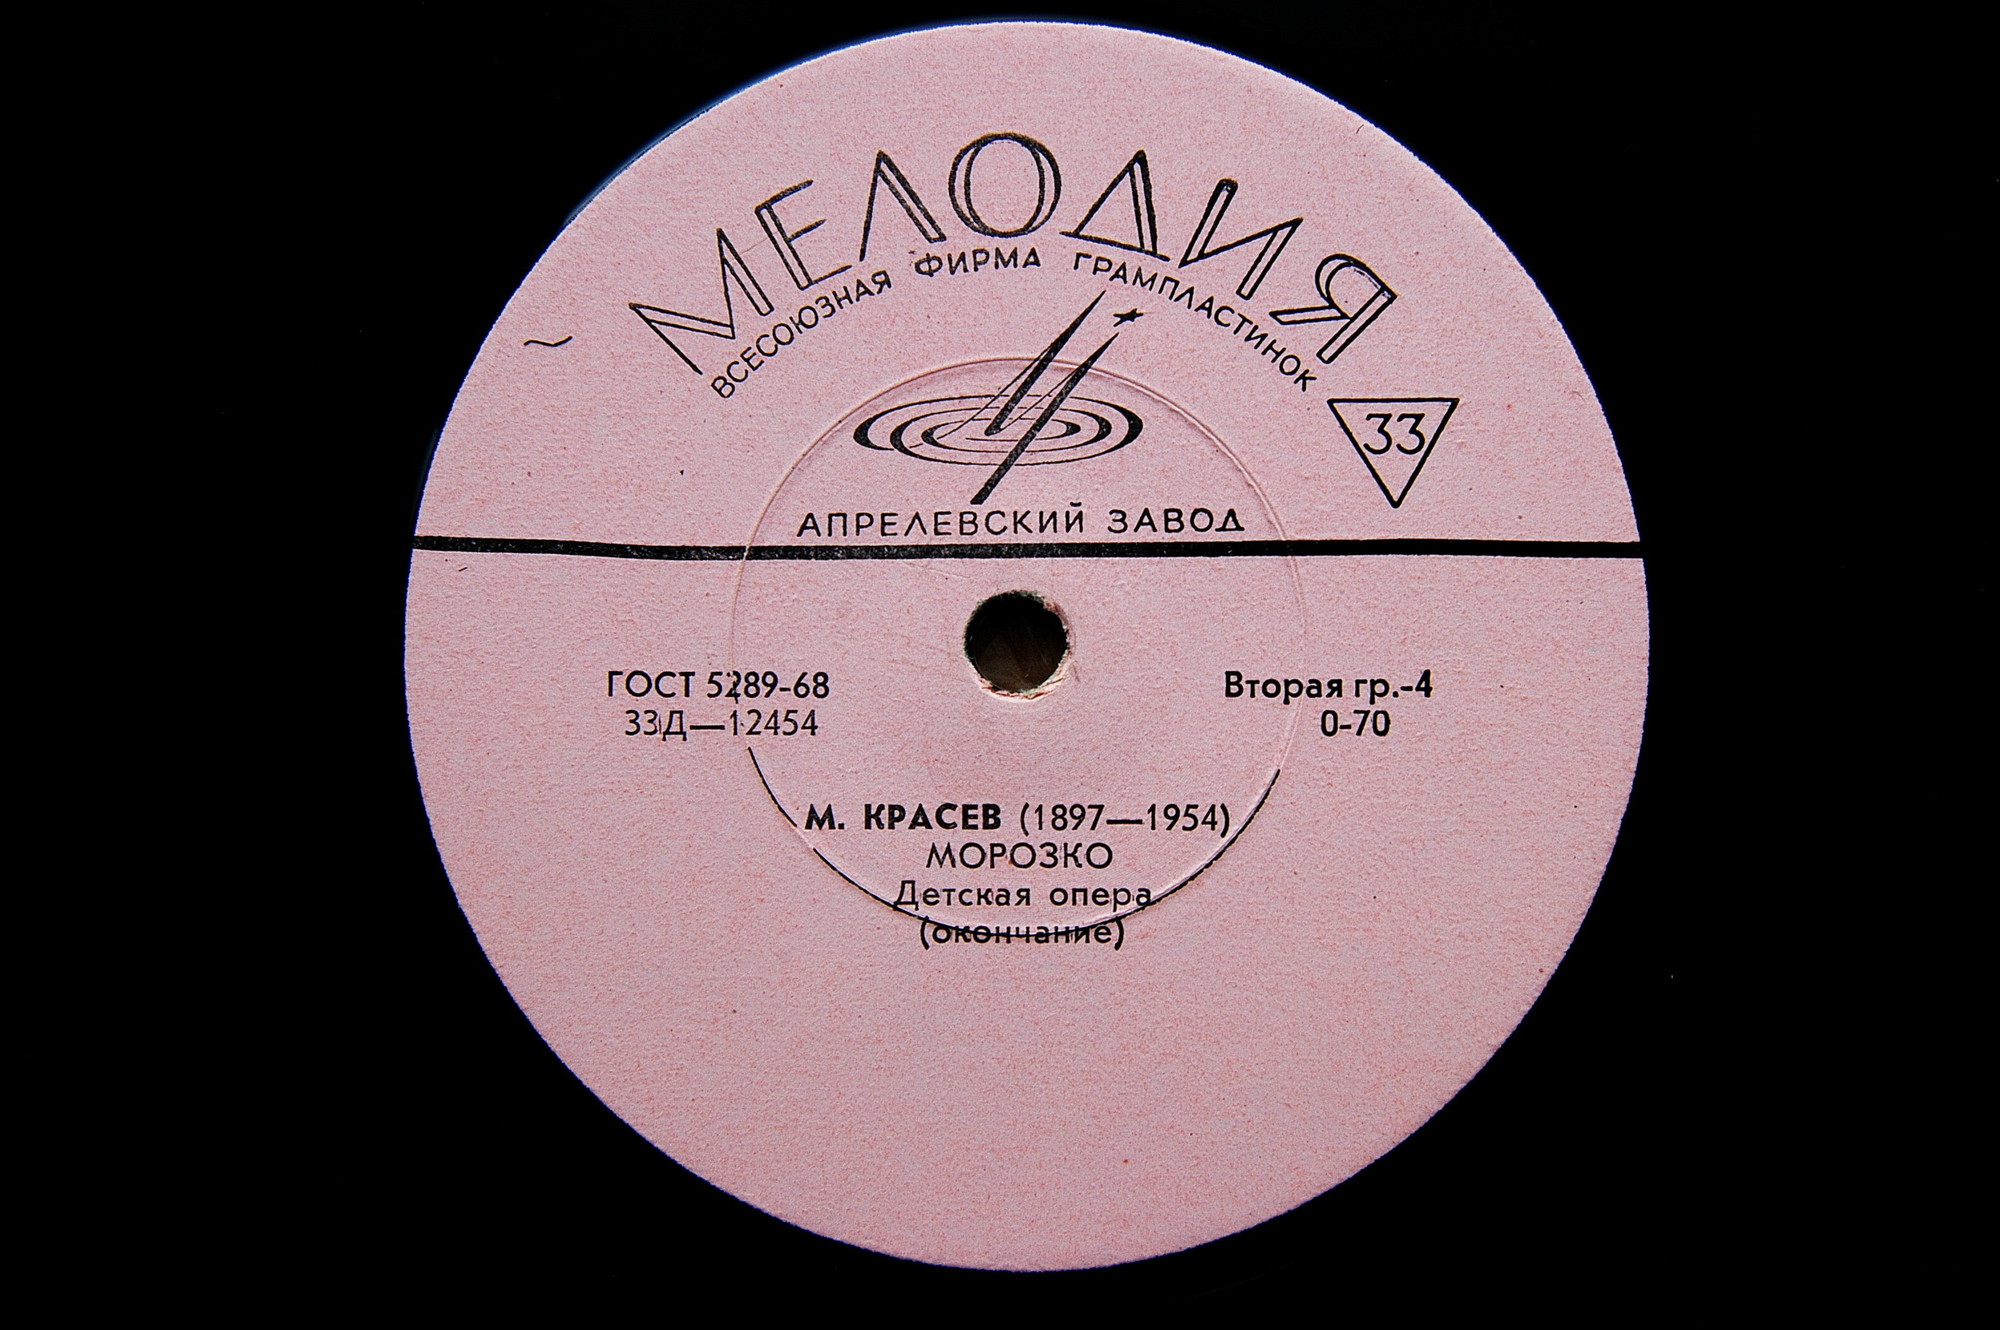 МЕЛОДИЯ
ВСЕСОЮЗНАЯ ФИРМА ГРАМПЛАСТИНОК
33
АПРЕЛЕВСКИЙ ЗАВОД
ГОСТ 5289-68
33Д—12454
Вторая гр.-4
0-70
М. КРАСЕВ (1897—1954)
МОРОЗКО
Детская опера
(окончание)